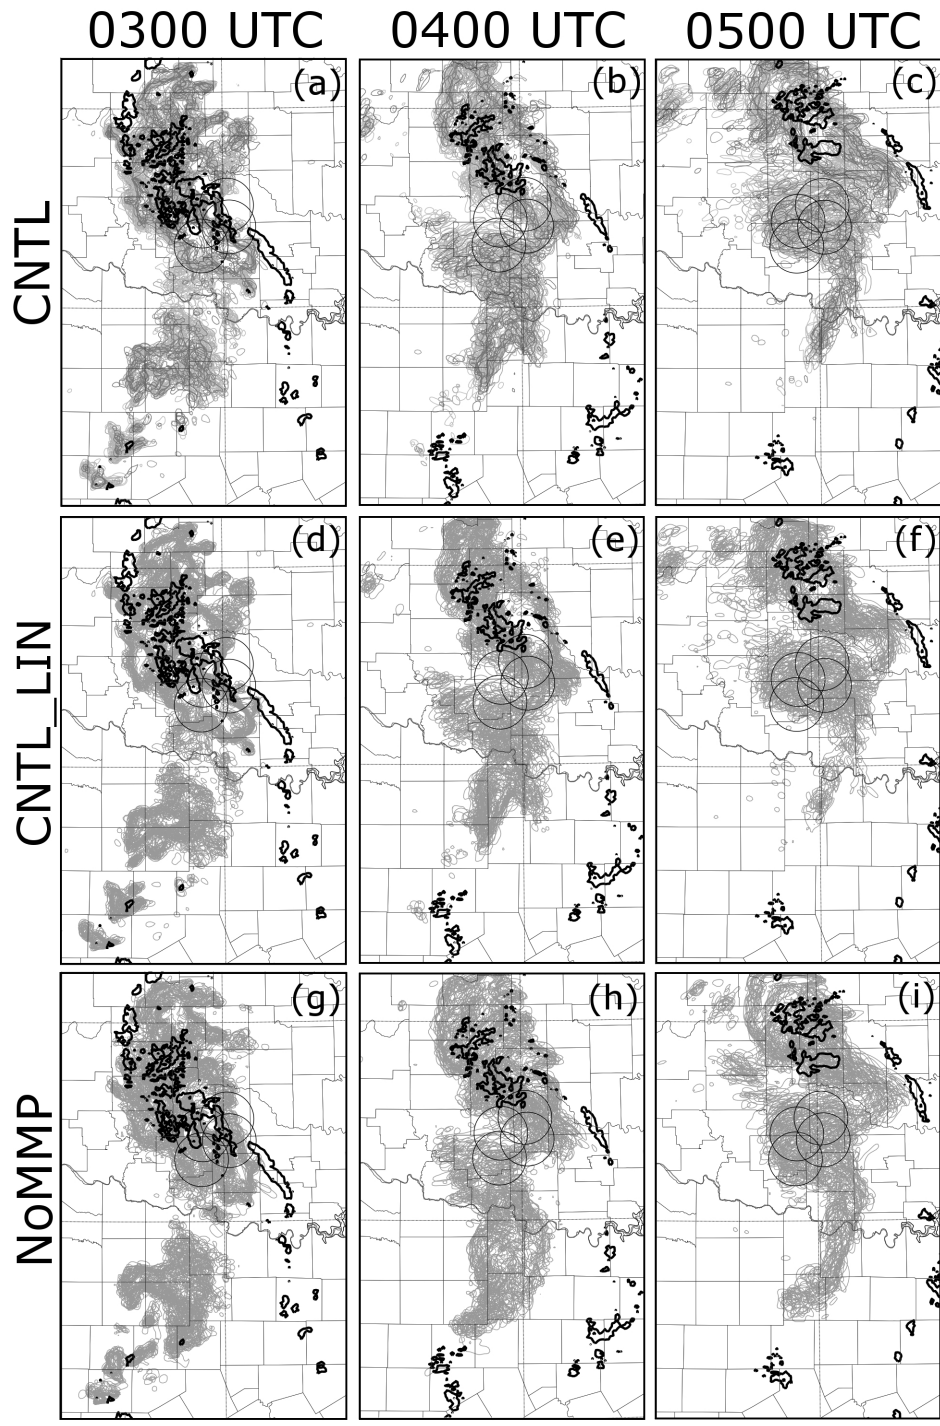 0300 UTC 0400 UTC 0500 UTC
CNTL
(a) (b) (c)
CNTL_LIN
(d) (e) (f)
NoMMP
(g) (h) (i)